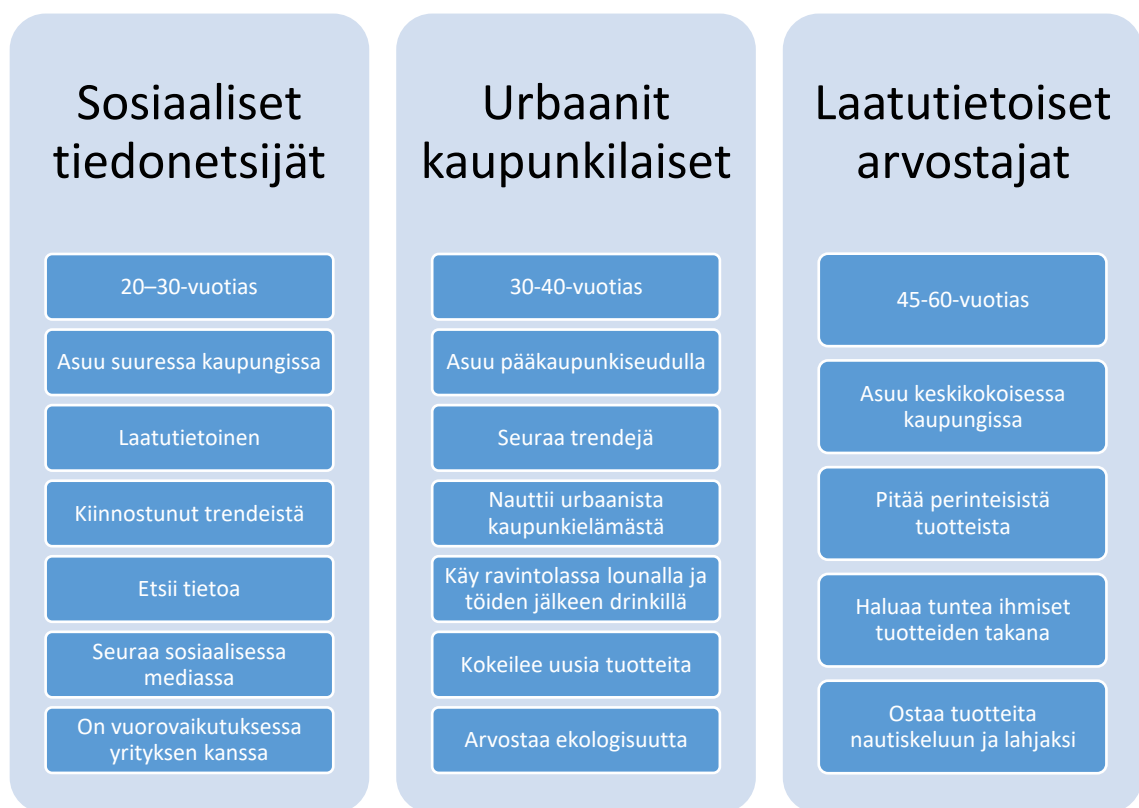 Sosiaaliset
tiedonetsijät
20–30-vuotias
Asuu suuressa kaupungissa
Laatutietoinen
Kiinnostunut trendeistä
Etsii tietoa
Seuraa sosiaalisessa
mediassa
On vuorovaikutuksessa
yrityksen kanssa
Urbaanit
kaupunkilaiset
30-40-vuotias
Asuu pääkaupunkiseudulla
Seuraa trendejä
Nauttii urbaanista
kaupunkielämästä
Käy ravintolassa lounalla ja
töiden jälkeen drinkillä
Kokeilee uusia tuotteita
Arvostaa ekologisuutta
Laatutietoiset
arvostajat
45-60-vuotias
Asuu keskikokoisessa
kaupungissa
Pitää perinteisistä
tuotteista
Haluaa tuntea ihmiset
tuotteiden takana
Ostaa tuotteita
nautiskeluun ja lahjaksi